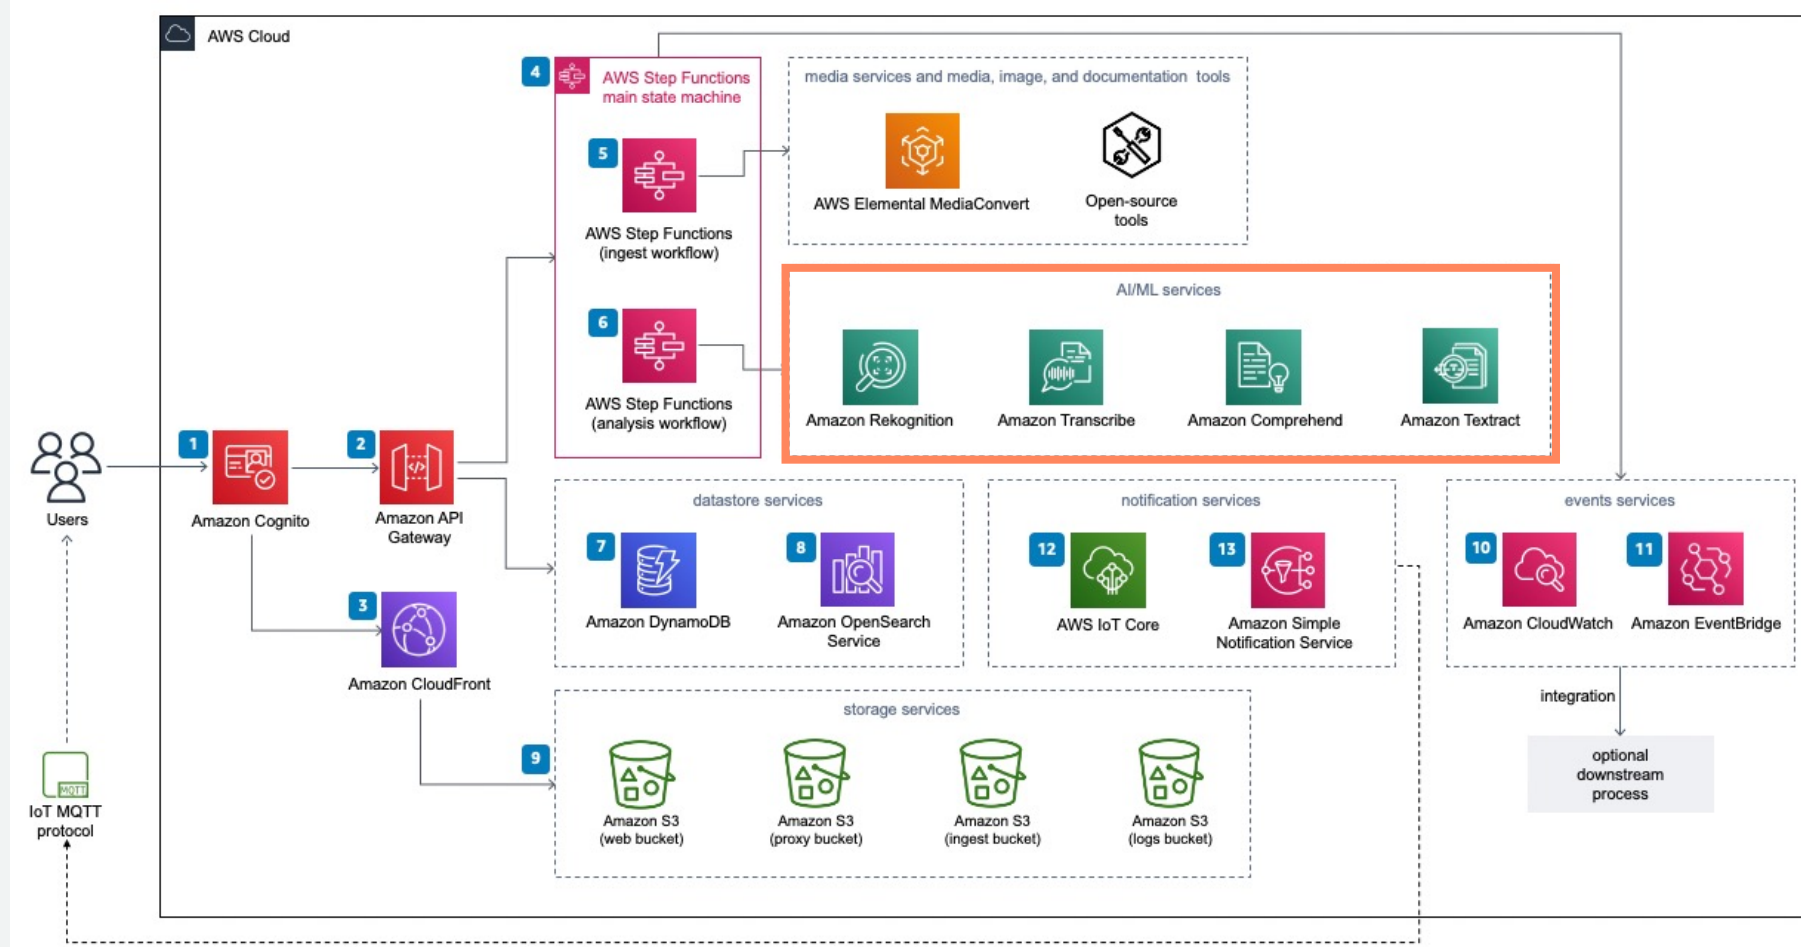 AWS Cloud
4
AWS Step Functions
main state machine
5
AWS Step Functions
(ingest workflow)
6
AWS Step Functions
(analysis workflow)
media services and media, image, and documentation tools
AWS Elemental MediaConvert
Open-source
tools
AI/ML services
Amazon Rekognition
Amazon Transcribe
Amazon Comprehend
Amazon Textract
Users
1
Amazon Cognito
2
Amazon API
Gateway
3
Amazon CloudFront
datastore services
7
Amazon DynamoDB
8
Amazon OpenSearch
Service
notification services
12
AWS IoT Core
13
Amazon Simple
Notification Service
events services
10
Amazon CloudWatch
11
Amazon EventBridge
integration
optional
downstream
process
9
storage services
Amazon S3
(web bucket)
Amazon S3
(proxy bucket)
Amazon S3
(ingest bucket)
Amazon S3
(logs bucket)
MQTT
IoT MQTT
protocol